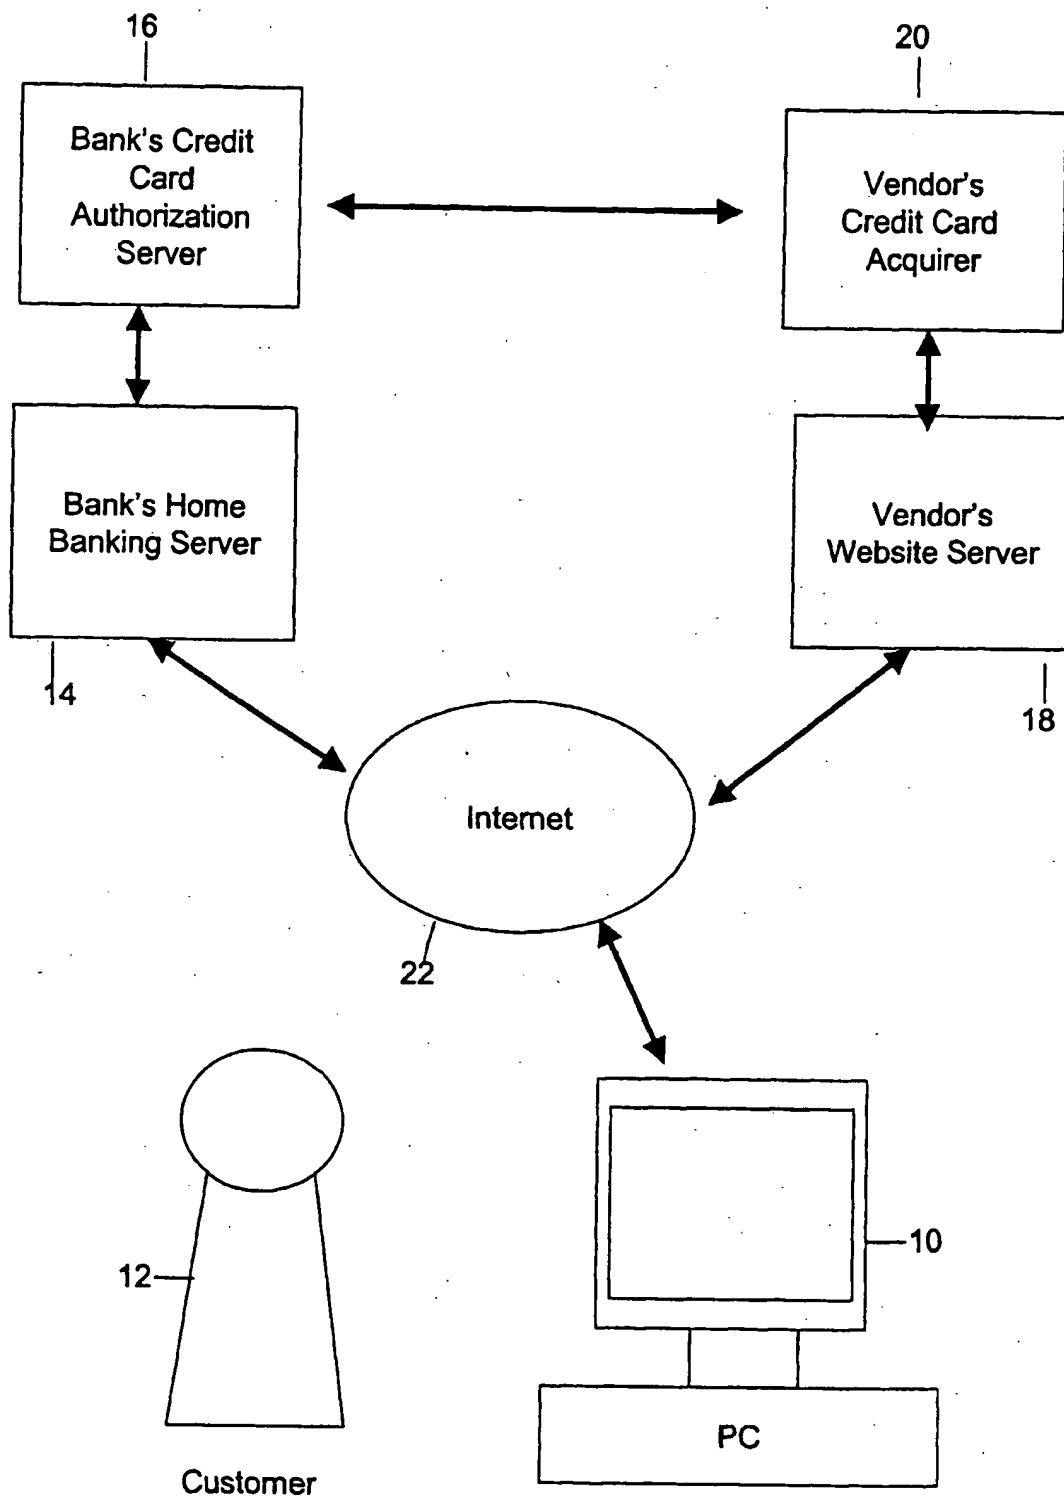 16
20
Bank's Credit
Card
Authorization
Server
Vendor's
Credit Card
Acquirer
Bank's Home
Banking Server
Vendor's
Website Server
14
18
Internet
22
12
10
PC
Customer